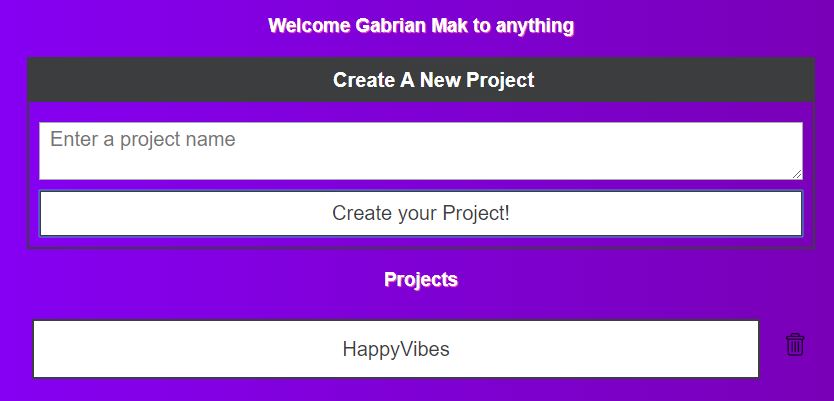 Welcome Gabrian Mak to anything
Create A New Project
Enter a project name
Create your Project!
Projects
HappyVibes